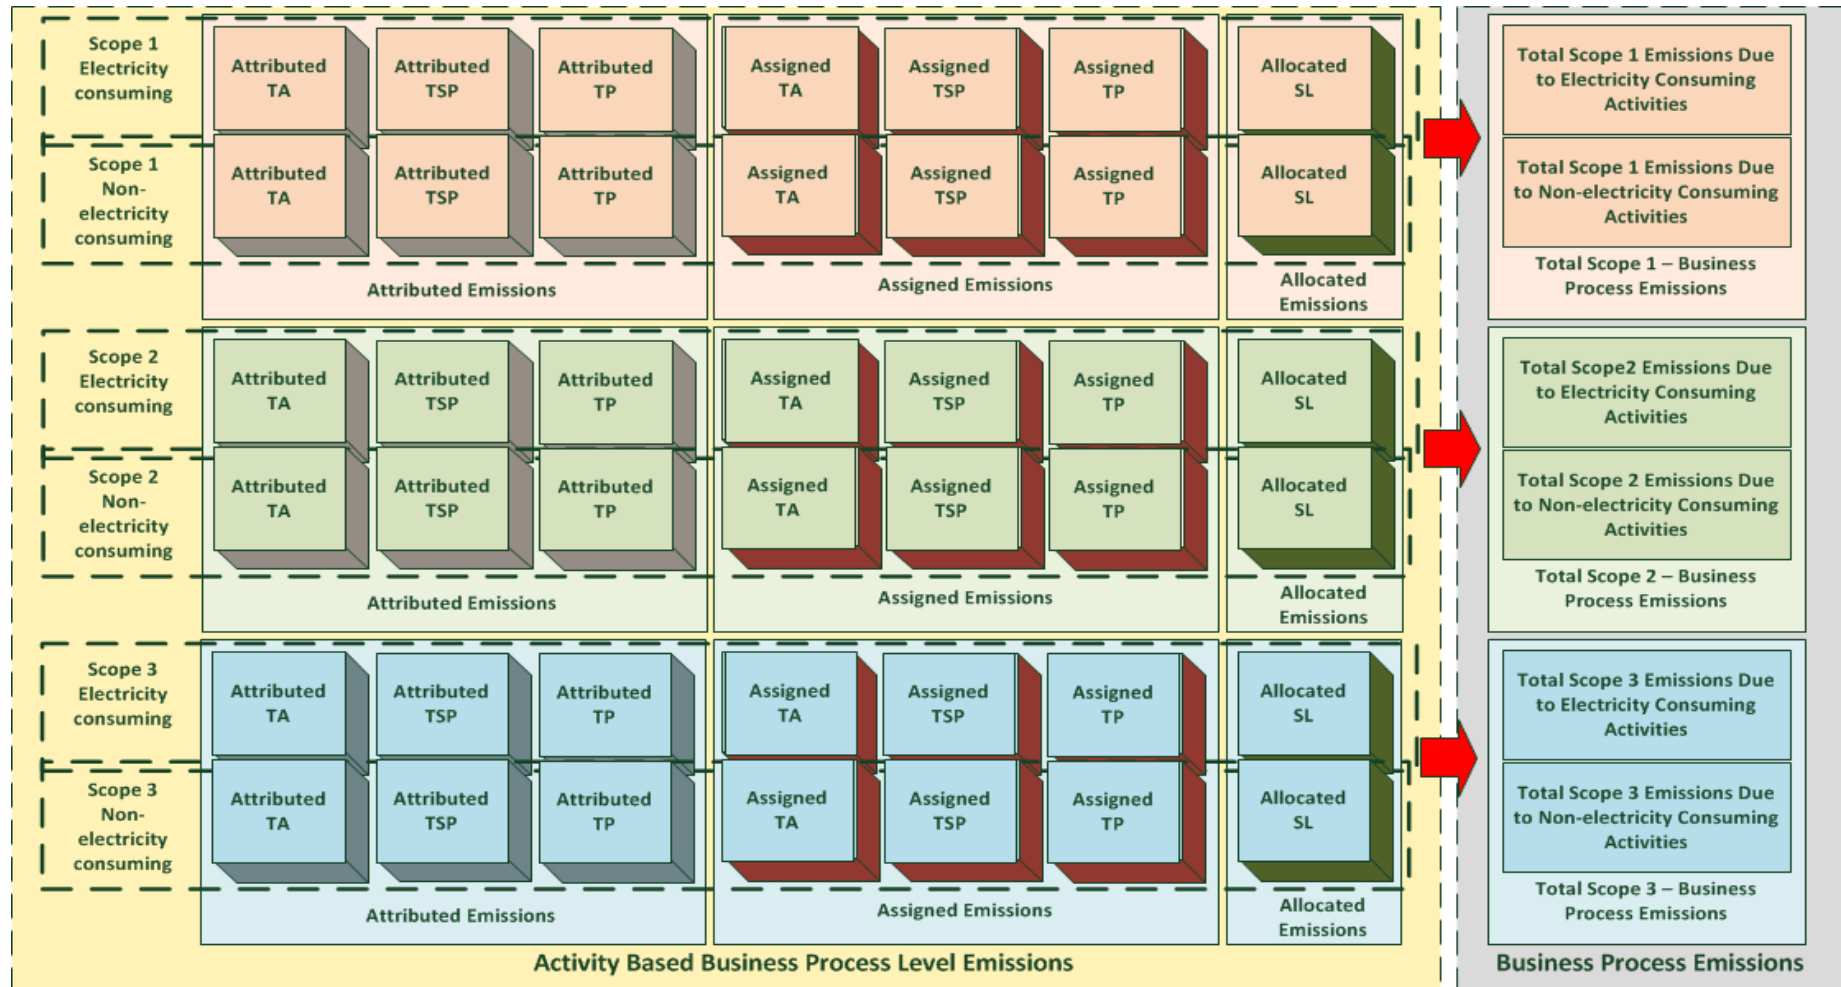 Scope 1
Electricity
consuming
Attributed
TA
Attributed
TSP
Attributed
TP
Assigned
TA
Assigned
TSP
Assigned
TP
Allocated
SL
Scope 1
Non-
electricity
consuming
Attributed
TA
Attributed
TSP
Attributed
TP
Assigned
TA
Assigned
TSP
Assigned
TP
Allocated
SL
Attributed Emissions
Assigned Emissions
Allocated
Emissions
Total Scope 1 Emissions Due
to Electricity Consuming
Activities
Total Scope 1 Emissions Due
to Non-electricity Consuming
Activities
Total Scope 1 – Business
Process Emissions
Scope 2
Electricity
consuming
Attributed
TA
Attributed
TSP
Attributed
TP
Assigned
TA
Assigned
TSP
Assigned
TP
Allocated
SL
Scope 2
Non-
electricity
consuming
Attributed
TA
Attributed
TSP
Attributed
TP
Assigned
TA
Assigned
TSP
Assigned
TP
Allocated
SL
Attributed Emissions
Assigned Emissions
Allocated
Emissions
Total Scope2 Emissions Due
to Electricity Consuming
Activities
Total Scope 2 Emissions Due
to Non-electricity Consuming
Activities
Total Scope 2 – Business
Process Emissions
Scope 3
Electricity
consuming
Attributed
TA
Attributed
TSP
Attributed
TP
Assigned
TA
Assigned
TSP
Assigned
TP
Allocated
SL
Scope 3
Non-
electricity
consuming
Attributed
TA
Attributed
TSP
Attributed
TP
Assigned
TA
Assigned
TSP
Assigned
TP
Allocated
SL
Attributed Emissions
Assigned Emissions
Allocated
Emissions
Total Scope 3 Emissions Due
to Electricity Consuming
Activities
Total Scope 3 Emissions Due
to Non-electricity Consuming
Activities
Total Scope 3 – Business
Process Emissions
Activity Based Business Process Level Emissions
Business Process Emissions